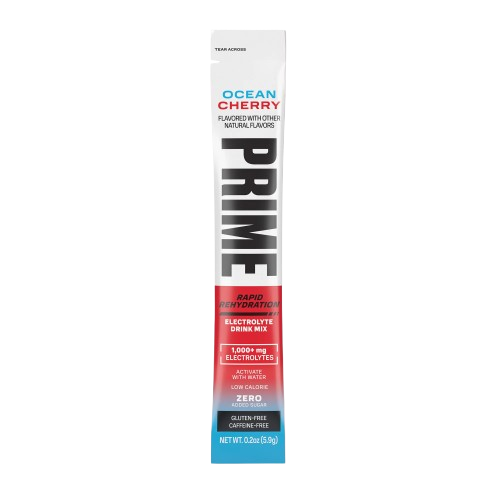 TEAR ACROSS
OCEAN
CHERRY
FLAVORED WITH OTHER
NATURAL FLAVORS
PRIME
RAPID
REHYDRATION
ELECTROLYTE
DRINK MIX
1,000+ mg
ELECTROLYTES
ACTIVATE
WITH WATER
LOW CALORIE
ZERO
ADDED SUGAR
GLUTEN-FREE
CAFFEINE-FREE
NET WT. 0.2oz (5.9g)